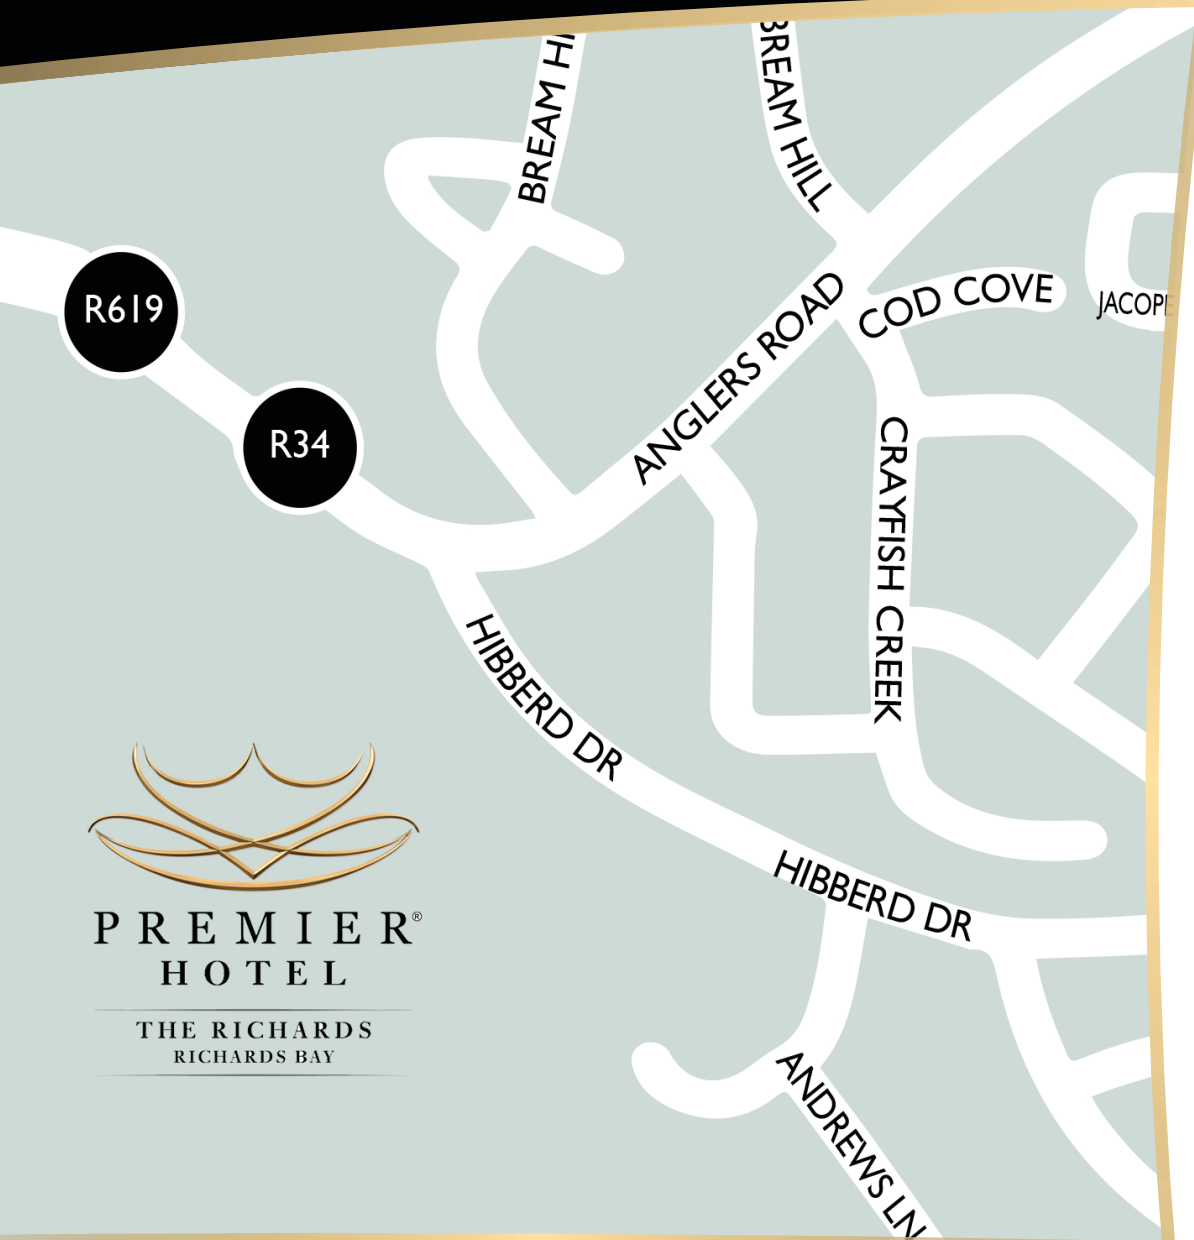 BREAM HI
BREAM HILL
R619
COD COVE
JACOPE
ANGLERS ROAD
R34
CRAYFISH CREEK
HIBBERD DR
HIBBERD DR
PREMIER®
HOTEL
THE RICHARDS
RICHARDS BAY
ANDREWS LN